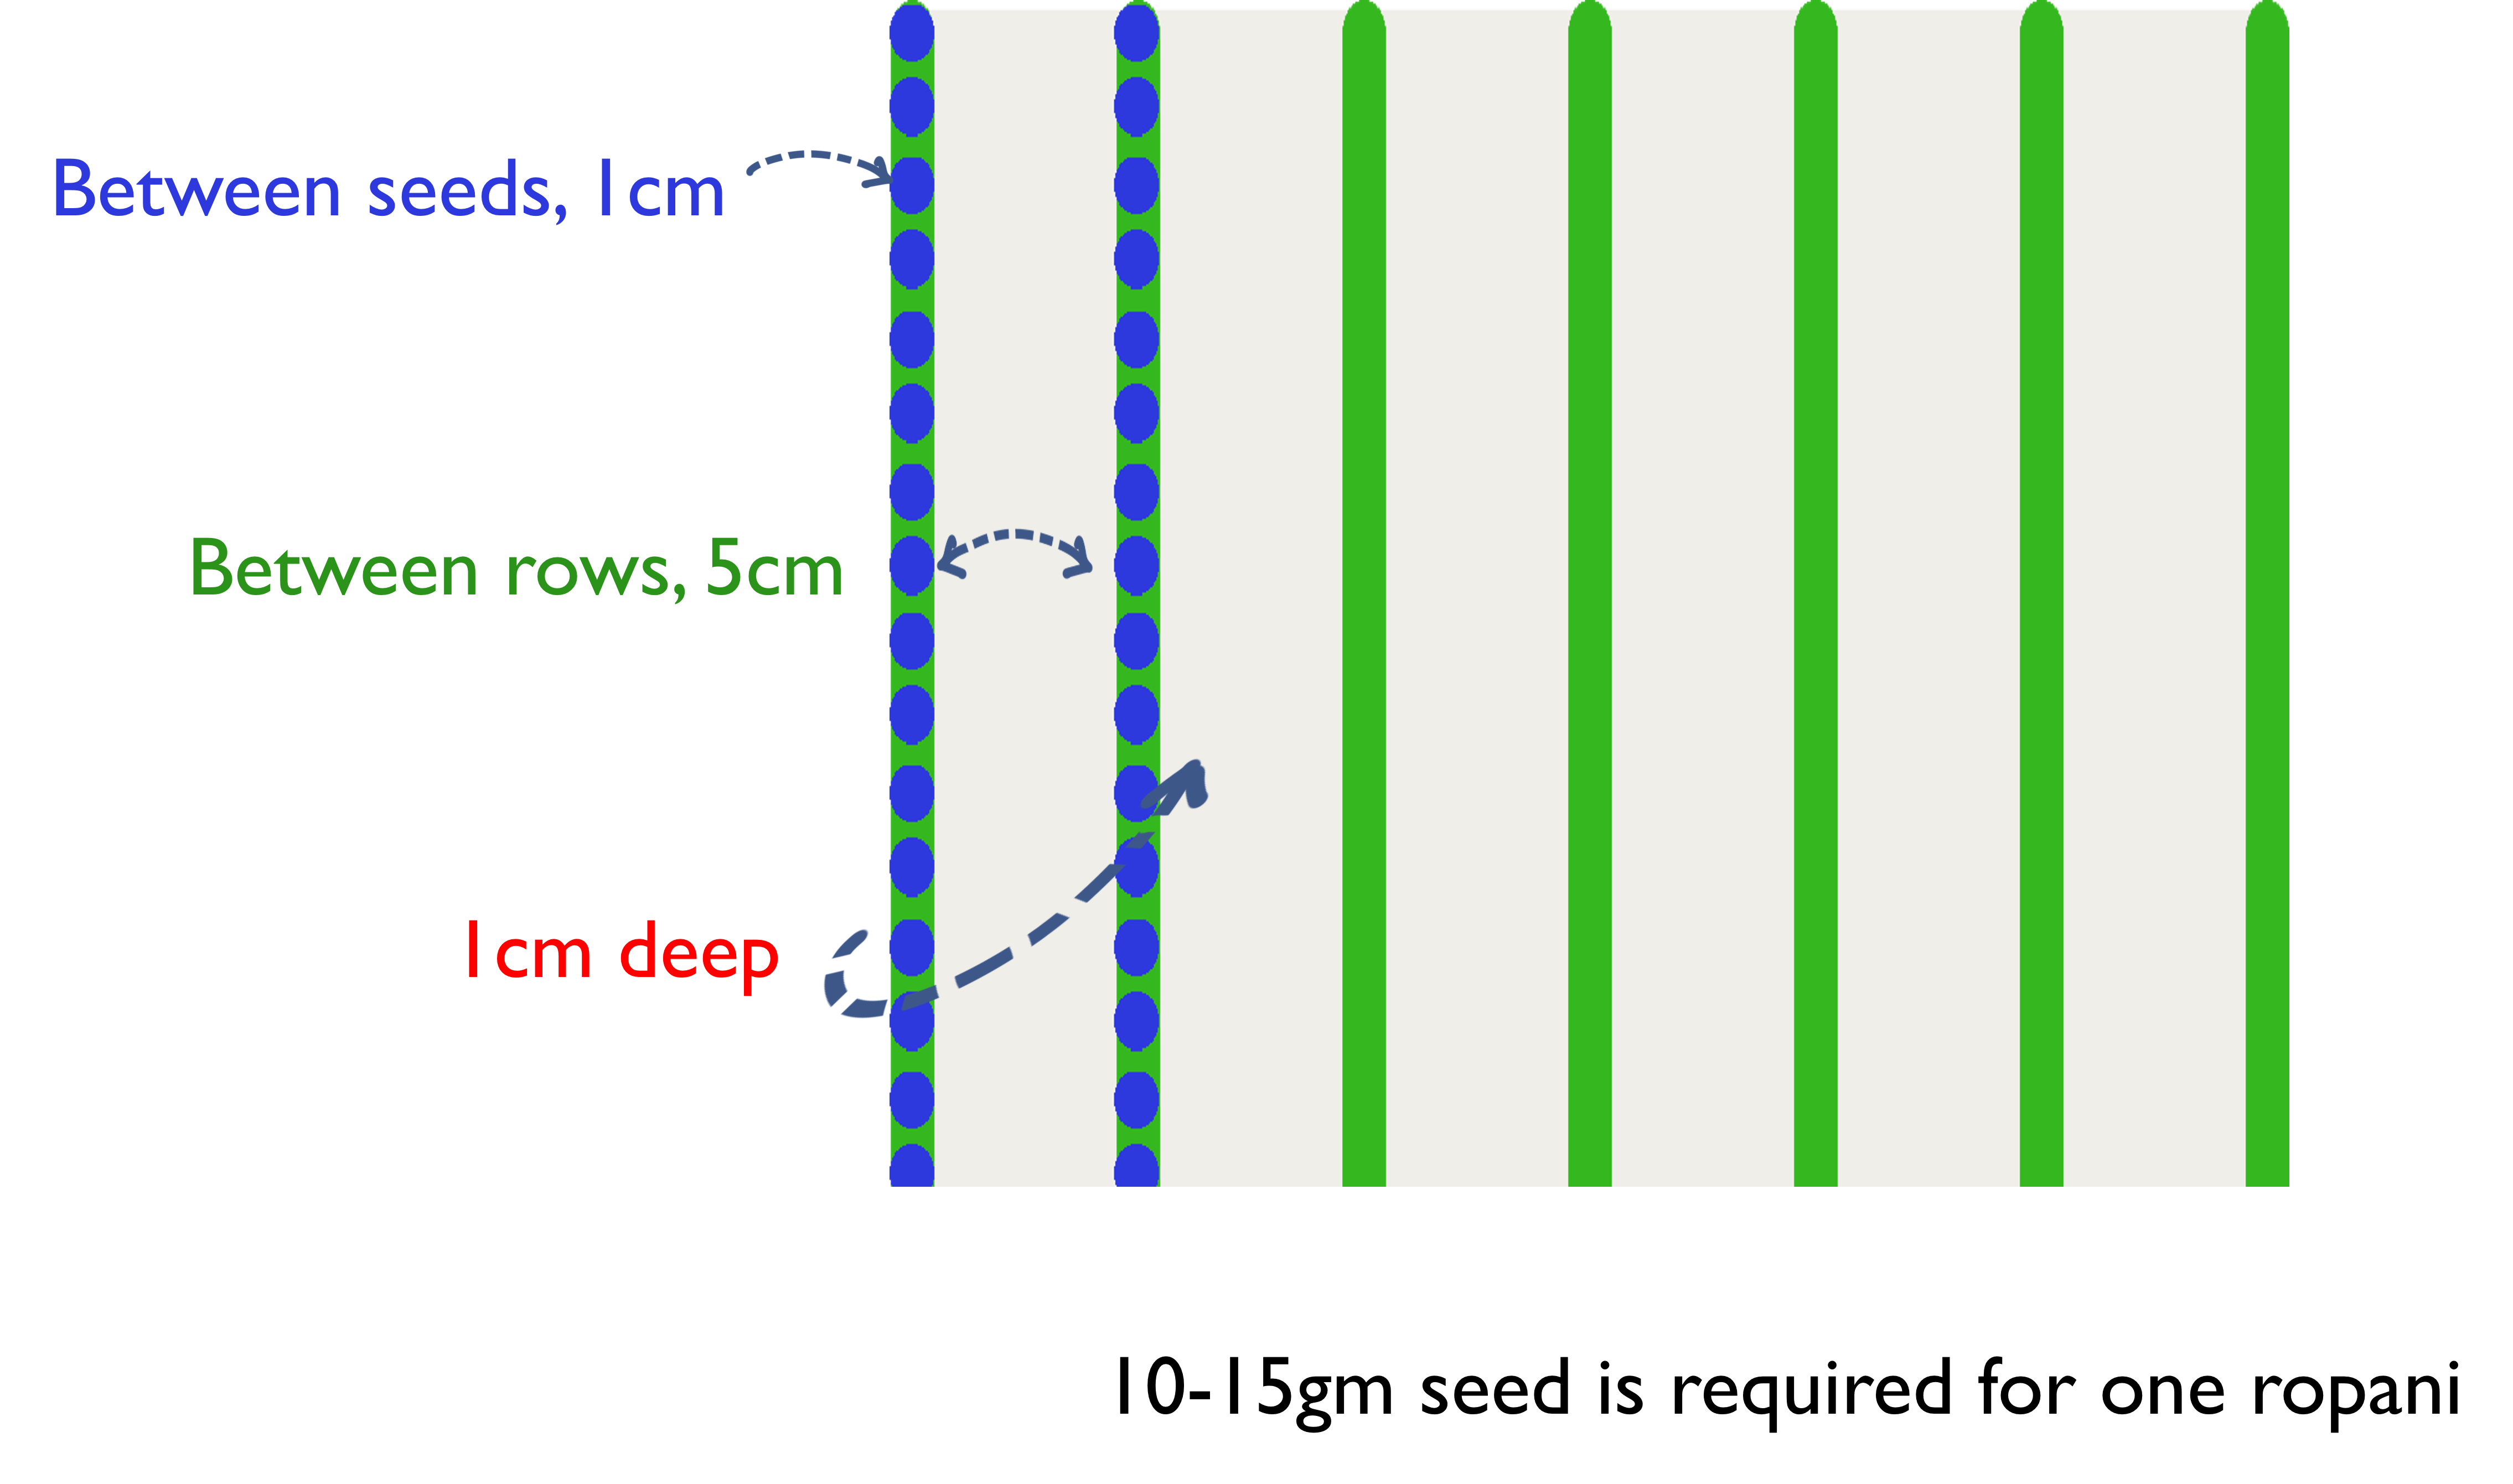 Between seeds, 1cm
Between rows, 5cm
1cm deep
10-15gm seed is required for one ropani